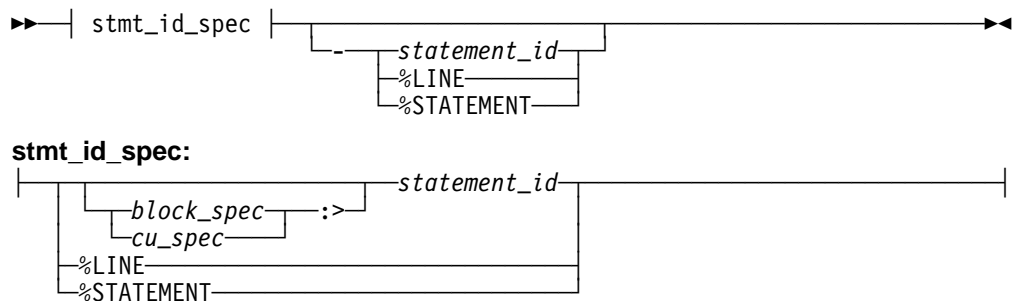 stmt_id_spec
- statement_id
%LINE
%STATEMENT
stmt_id_spec:
statement_id
block_spec :>
cu_spec
%LINE
%STATEMENT